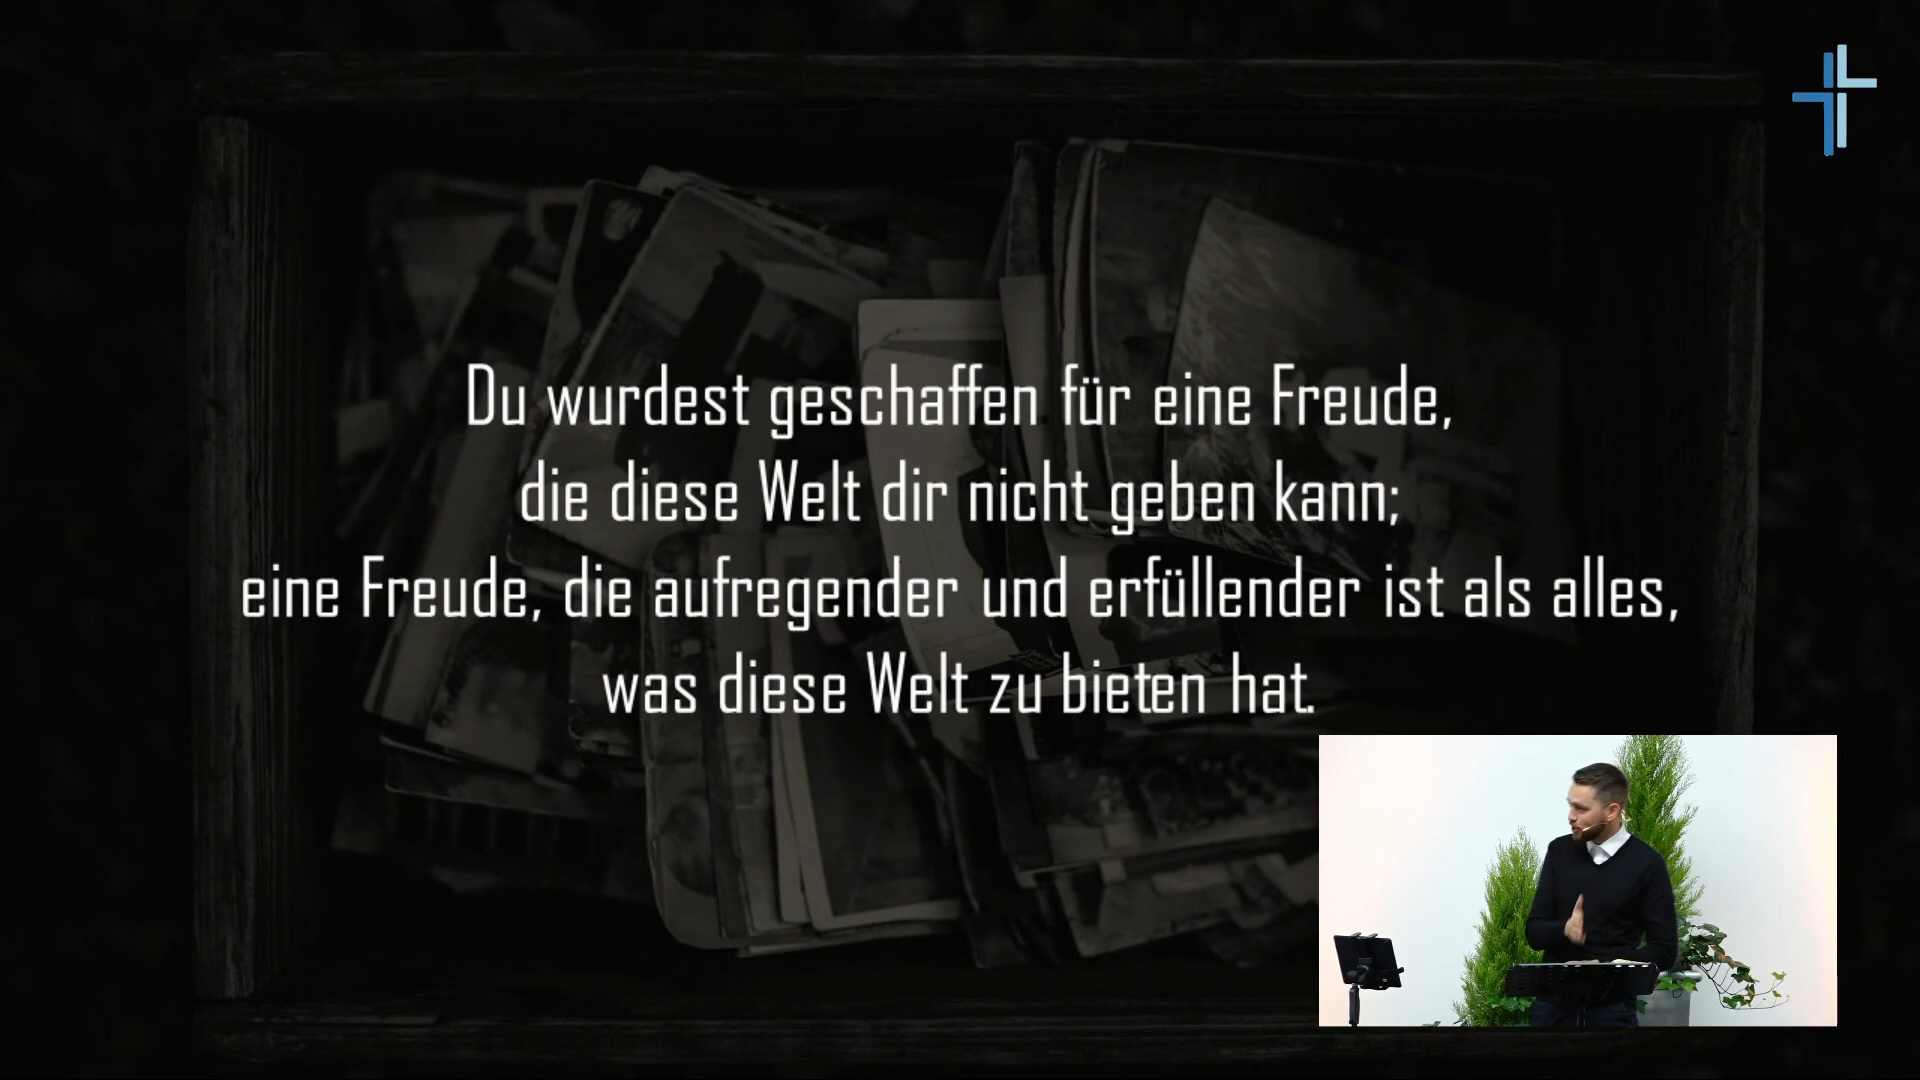 Du wurdest geschaffen für eine Freude,
die diese Welt dir nicht geben kann;
eine Freude, die aufregender und erfüllender ist als alles,
was diese Welt zu bieten hat.